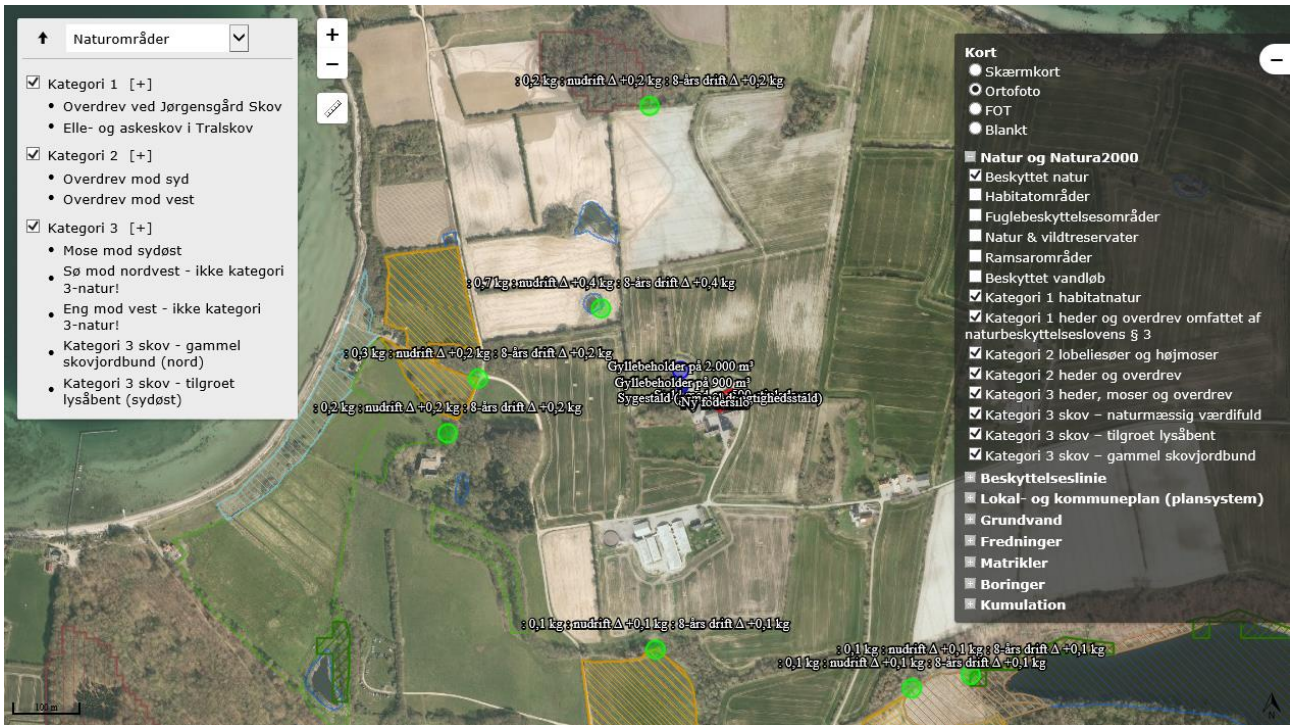 Naturområder
Kategori 1 [+]
Overdrev ved Jørgensgård Skov
Elle- og askeskov i Tralskov
Kategori 2 [+]
Overdrev mod syd
Overdrev mod vest
Kategori 3 [+]
Mose mod sydøst
Sø mod nordvest - ikke kategori
3-natur!
Eng mod vest - ikke kategori
3-natur!
Kategori 3 skov - gammel
skovjordbund (nord)
Kategori 3 skov - tilgroet
lysåbent (sydøst)
+
−
: 0,2 kg : nudrift Δ +0,2 kg : 8-års drift Δ +0,2 kg
: 0,7 kg : nudrift Δ +0,4 kg : 8-års drift Δ +0,4 kg
: 0,3 kg : nudrift Δ +0,2 kg : 8-års drift Δ +0,2 kg
: 0,2 kg : nudrift Δ +0,2 kg : 8-års drift Δ +0,2 kg
Gyllebeholder på 2.000 m³
Gyllebeholder på 900 m³
Sygestald
Ny fodersilo
: 0,1 kg : nudrift Δ +0,1 kg : 8-års drift Δ +0,1 kg
: 0,1 kg : nudrift Δ +0,1 kg : 8-års drift Δ +0,1 kg
: 0,1 kg : nudrift Δ +0,1 kg : 8-års drift Δ +0,1 kg
100 m
Kort
Skærmkort
Ortofoto
FOT
Blankt
Natur og Natura2000
Beskyttet natur
Habitatområder
Fuglebeskyttelsesområder
Natur & vildtreservater
Ramsarområder
Beskyttet vandløb
Kategori 1 habitatnatur
Kategori 1 heder og overdrev omfattet af
naturbeskyttelseslovens § 3
Kategori 2 lobeliesøer og højmoser
Kategori 2 heder og overdrev
Kategori 3 heder, moser og overdrev
Kategori 3 skov – naturmæssig værdifuld
Kategori 3 skov – tilgroet lysåbent
Kategori 3 skov – gammel skovjordbund
Beskyttelseslinie
Lokal- og kommuneplan (plansystem)
Grundvand
Fredninger
Matrikler
Boringer
Kumulation